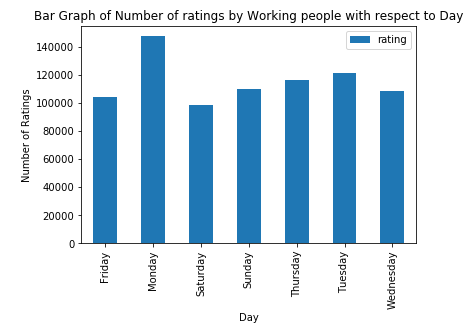 Bar Graph of Number of ratings by Working people with respect to Day
rating
Number of Ratings
140000
120000
100000
80000
60000
40000
20000
0
Friday
Monday
Saturday
Sunday
Thursday
Tuesday
Wednesday
Day